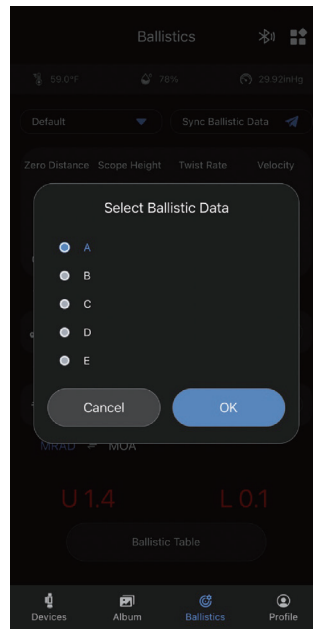 Ballistics
59.0°F 78% 29.92inHg
Default Sync Ballistic Data
Zero Distance Scope Height Twist Rate Velocity
Select Ballistic Data
A
B
C
D
E
Cancel OK
MRAD MOA
U 1.4 L 0.1
Ballistic Table
Devices Album Ballistics Profile